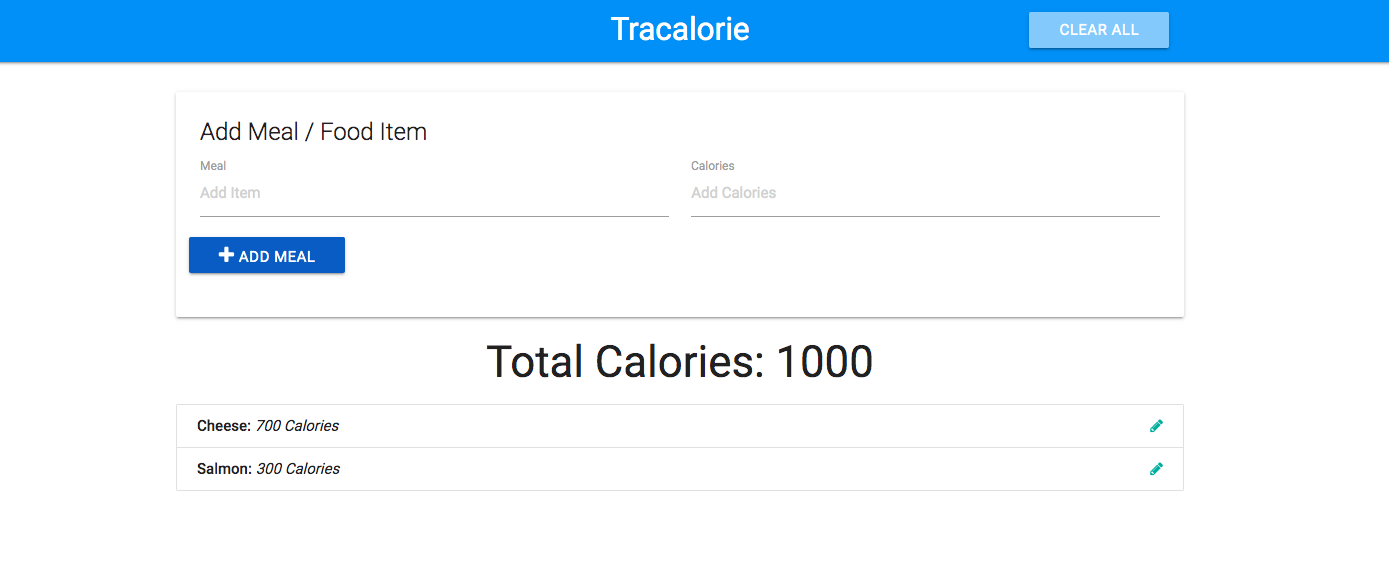 Tracalorie
CLEAR ALL
Add Meal / Food Item
Meal
Calories
Add Item
Add Calories
ADD MEAL
Total Calories: 1000
Cheese: 700 Calories
Salmon: 300 Calories